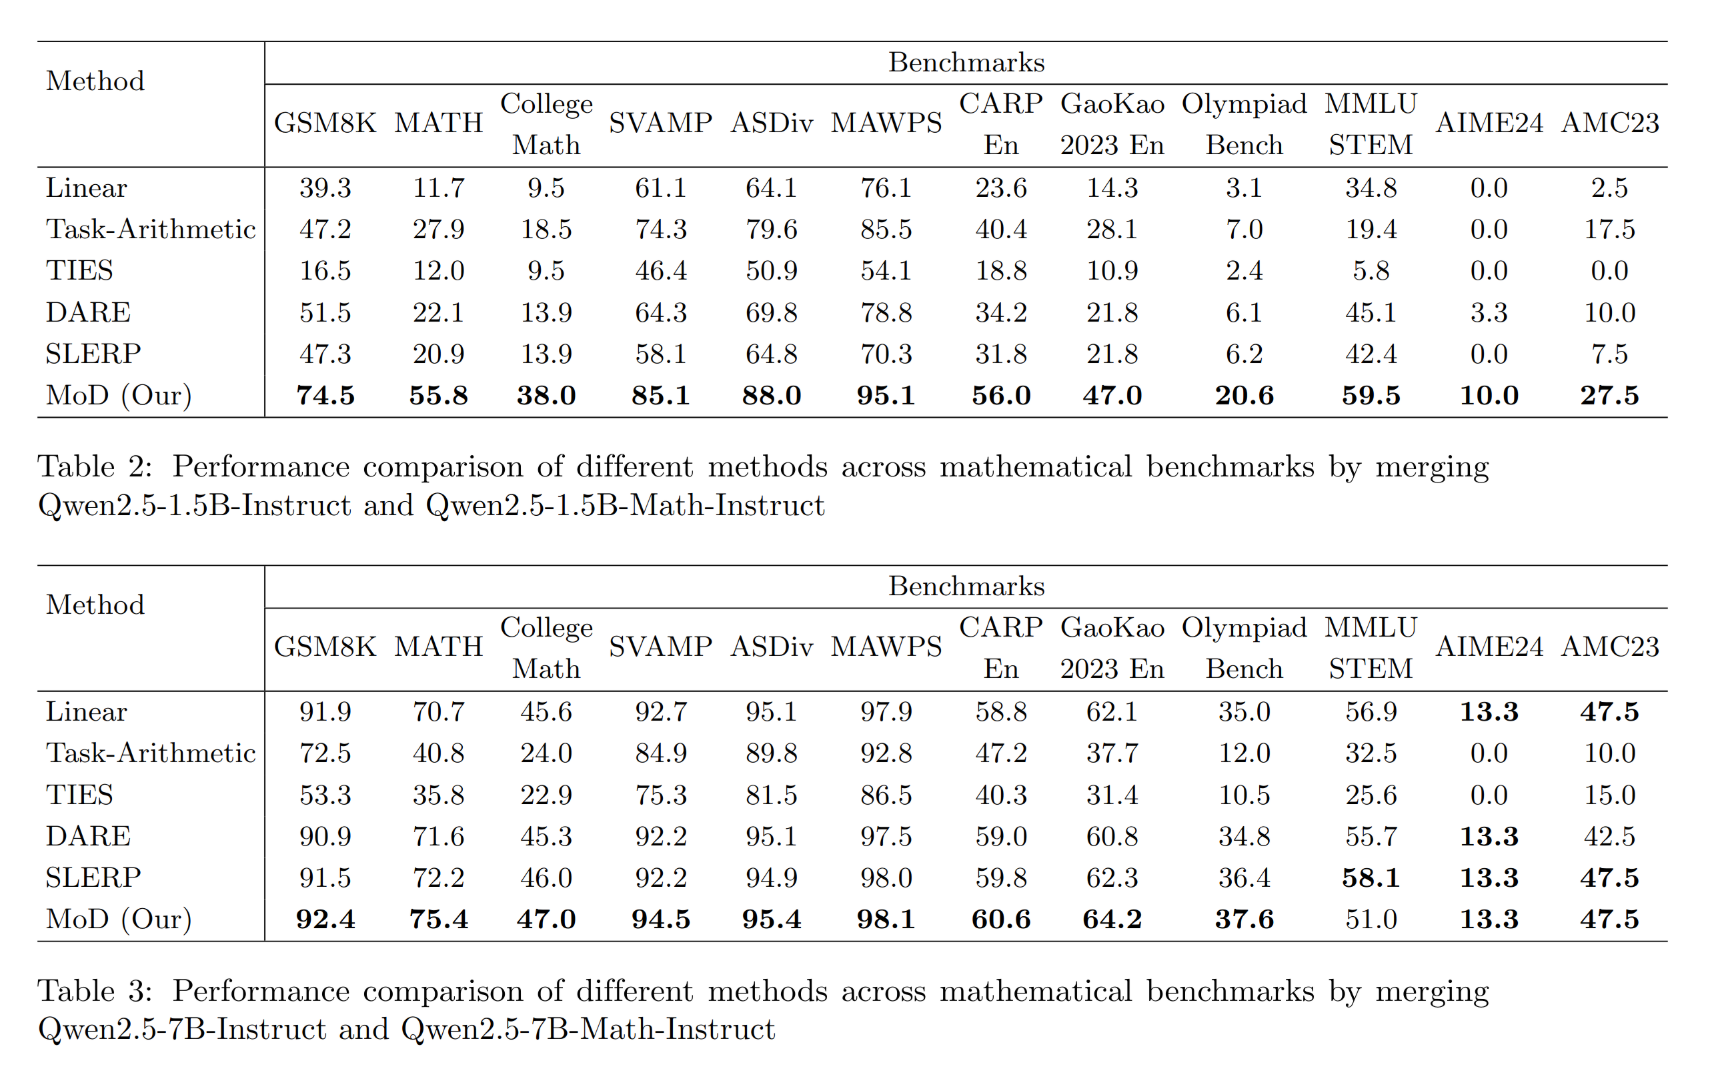 Method Benchmarks
GSM8K MATH College Math SVAMP ASDiv MAWPS CARP En GaoKao 2023 En Olympiad Bench MMLU STEM AIME24 AMC23
Linear 39.3 11.7 9.5 61.1 64.1 76.1 23.6 14.3 3.1 34.8 0.0 2.5
Task-Arithmetic 47.2 27.9 18.5 74.3 79.6 85.5 40.4 28.1 7.0 19.4 0.0 17.5
TIES 16.5 12.0 9.5 46.4 50.9 54.1 18.8 10.9 2.4 5.8 0.0 0.0
DARE 51.5 22.1 13.9 64.3 69.8 78.8 34.2 21.8 6.1 45.1 3.3 10.0
SLERP 47.3 20.9 13.9 58.1 64.8 70.3 31.8 21.8 6.2 42.4 0.0 7.5
MoD (Our) 74.5 55.8 38.0 85.1 88.0 95.1 56.0 47.0 20.6 59.5 10.0 27.5
Table 2: Performance comparison of different methods across mathematical benchmarks by merging
Qwen2.5-1.5B-Instruct and Qwen2.5-1.5B-Math-Instruct
Method Benchmarks
GSM8K MATH College Math SVAMP ASDiv MAWPS CARP En GaoKao 2023 En Olympiad Bench MMLU STEM AIME24 AMC23
Linear 91.9 70.7 45.6 92.7 95.1 97.9 58.8 62.1 35.0 56.9 13.3 47.5
Task-Arithmetic 72.5 40.8 24.0 84.9 89.8 92.8 47.2 37.7 12.0 32.5 0.0 10.0
TIES 53.3 35.8 22.9 75.3 81.5 86.5 40.3 31.4 10.5 25.6 0.0 15.0
DARE 90.9 71.6 45.3 92.2 95.1 97.5 59.0 60.8 34.8 55.7 13.3 42.5
SLERP 91.5 72.2 46.0 92.2 94.9 98.0 59.8 62.3 36.4 58.1 13.3 47.5
MoD (Our) 92.4 75.4 47.0 94.5 95.4 98.1 60.6 64.2 37.6 51.0 13.3 47.5
Table 3: Performance comparison of different methods across mathematical benchmarks by merging
Qwen2.5-7B-Instruct and Qwen2.5-7B-Math-Instruct